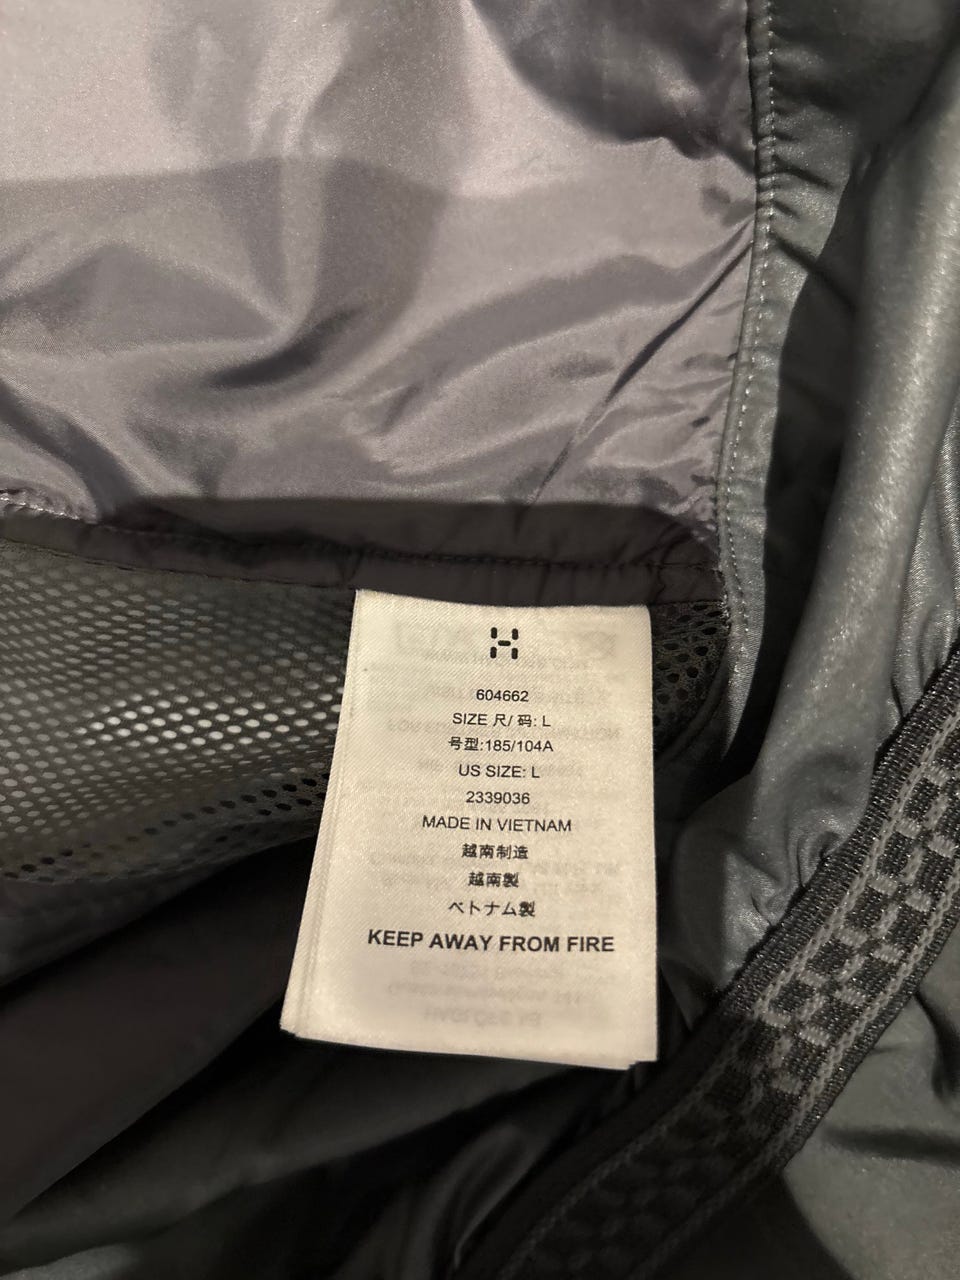 604662
SIZE 尺/ 码: L
号型:185/104A
US SIZE: L
2339036
MADE IN VIETNAM
越南制造
越南製
ベトナム製
KEEP AWAY FROM FIRE